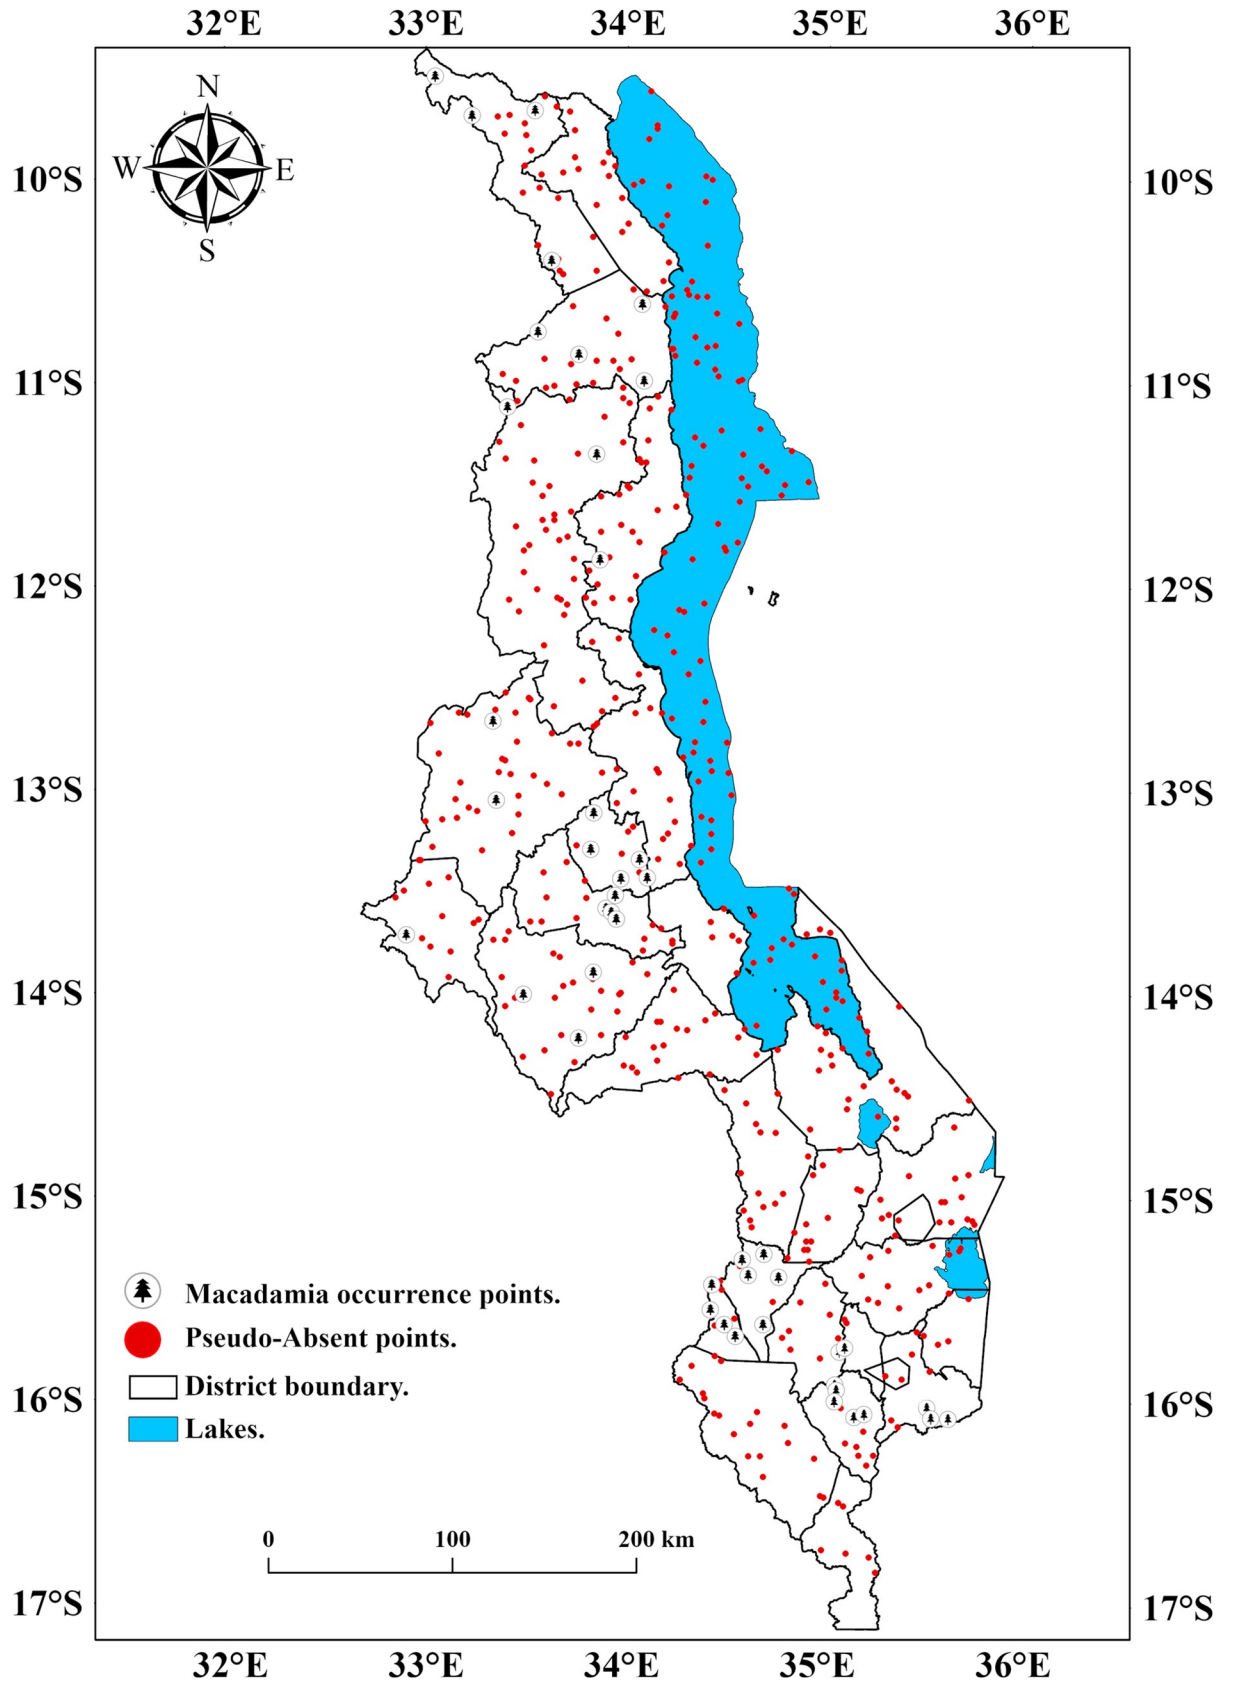 32°E 33°E 34°E 35°E 36°E
N
W E
S
10°S 10°S
11°S 11°S
12°S 12°S
13°S 13°S
14°S 14°S
15°S 15°S
Macadamia occurrence points.
Pseudo-Absent points.
District boundary.
16°S 16°S
Lakes.
0 100 200 km
17°S 17°S
32°E 33°E 34°E 35°E 36°E